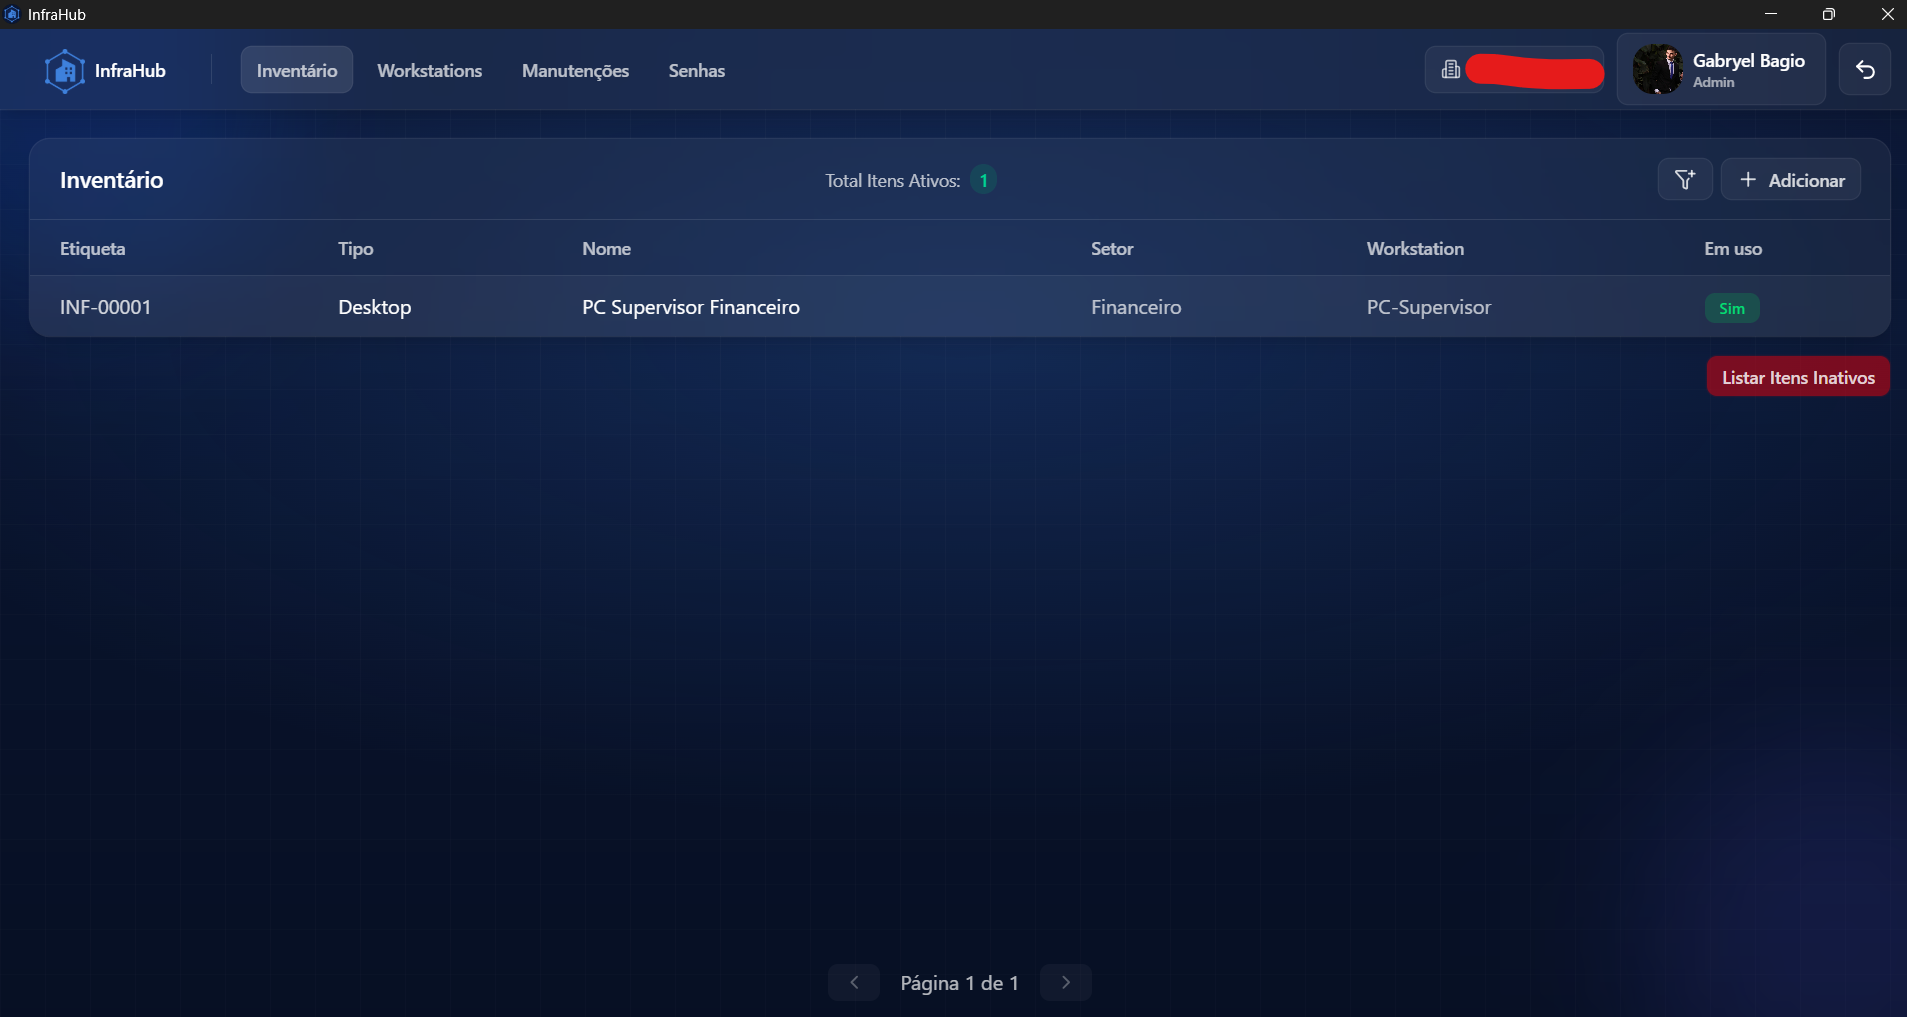 InfraHub
InfraHub
Inventário
Workstations
Manutenções
Senhas
Gabryel Bagio
Admin
Inventário
Total Itens Ativos: 1
Adicionar
Etiqueta Tipo Nome Setor Workstation Em uso
INF-00001 Desktop PC Supervisor Financeiro Financeiro PC-Supervisor Sim
Listar Itens Inativos
Página 1 de 1